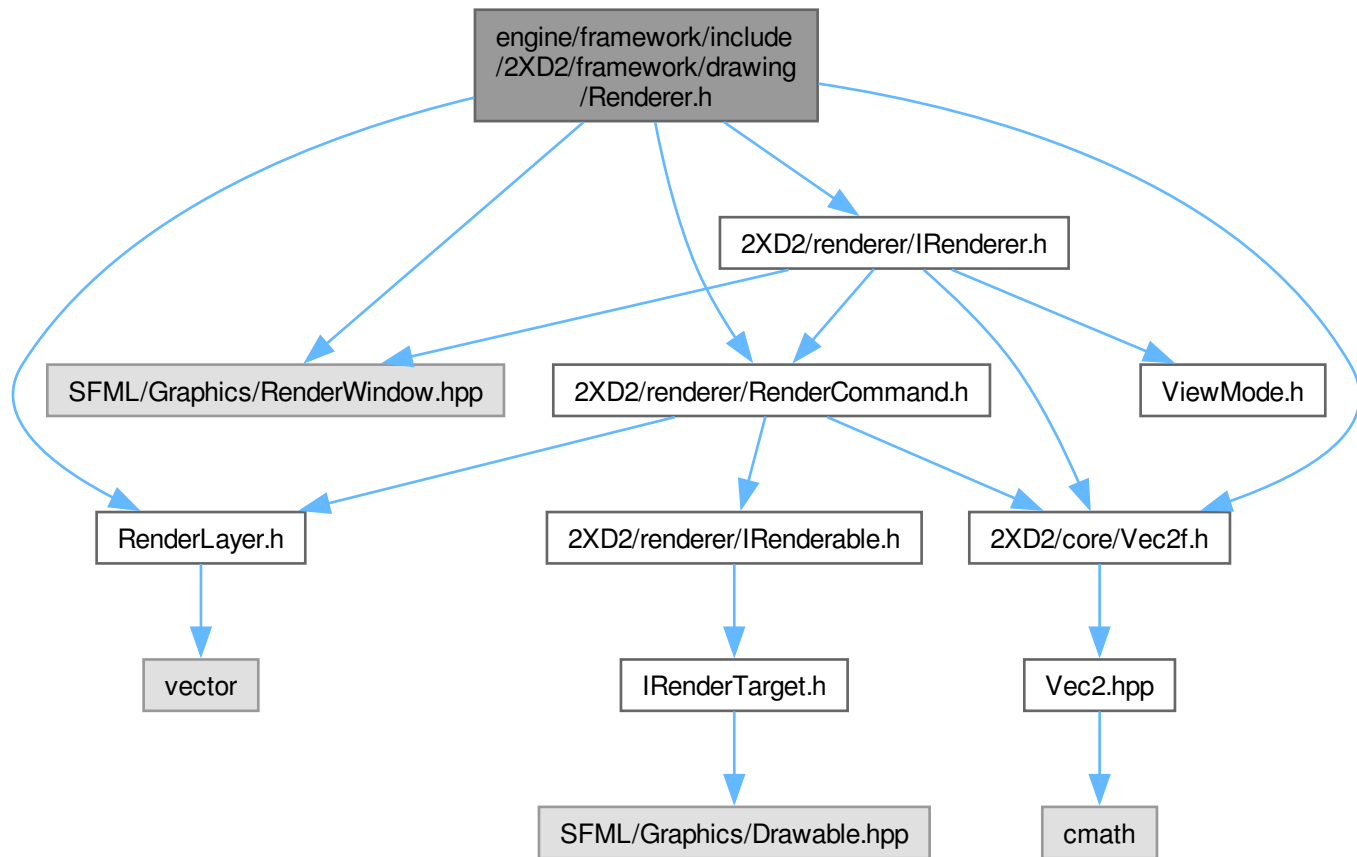 engine/framework/include
/2XD2/framework/drawing
/Renderer.h
2XD2/renderer/IRenderer.h
SFML/Graphics/RenderWindow.hpp
2XD2/renderer/RenderCommand.h
ViewMode.h
RenderLayer.h
2XD2/renderer/IRenderable.h
2XD2/core/Vec2f.h
vector
IRenderTarget.h
Vec2.hpp
SFML/Graphics/Drawable.hpp
cmath